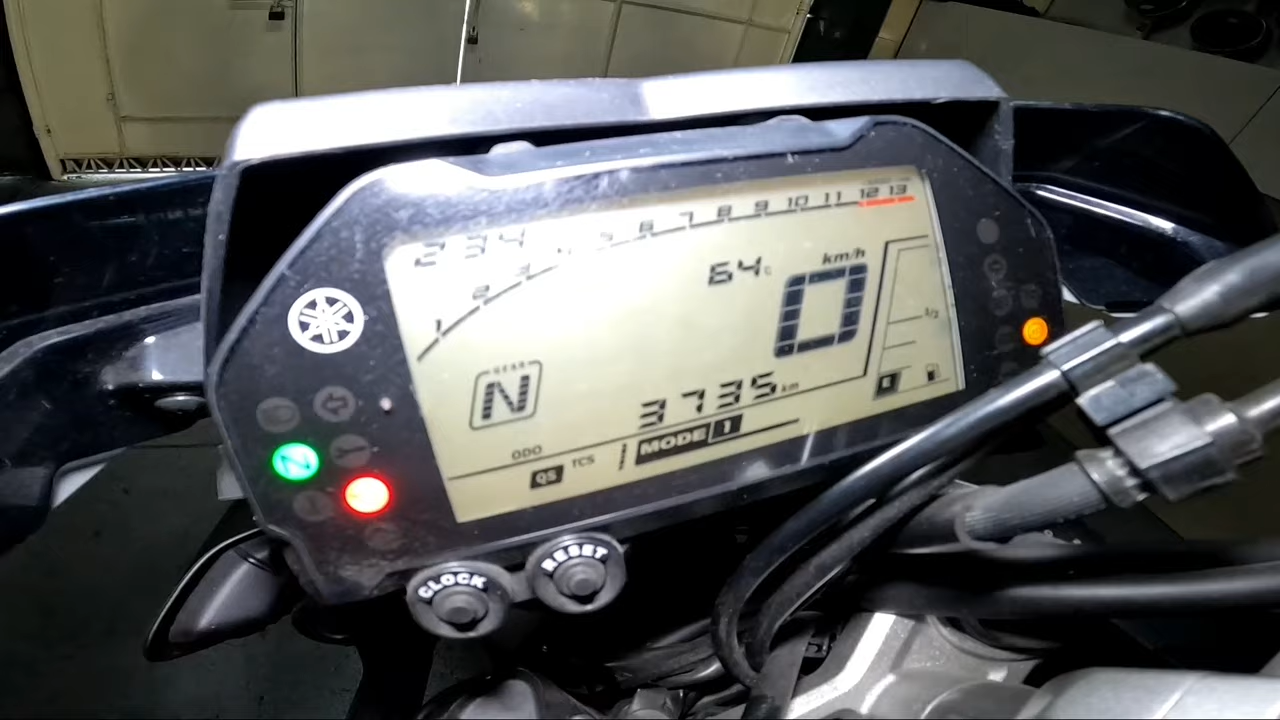 2:34
1 2 3 4 5 6 7 8 9 10 11 12 13
64°C
km/h
0
GEAR
N
1/2
3735 km
E
ODO
MODE 1
QS TCS
N
CLOCK RESET